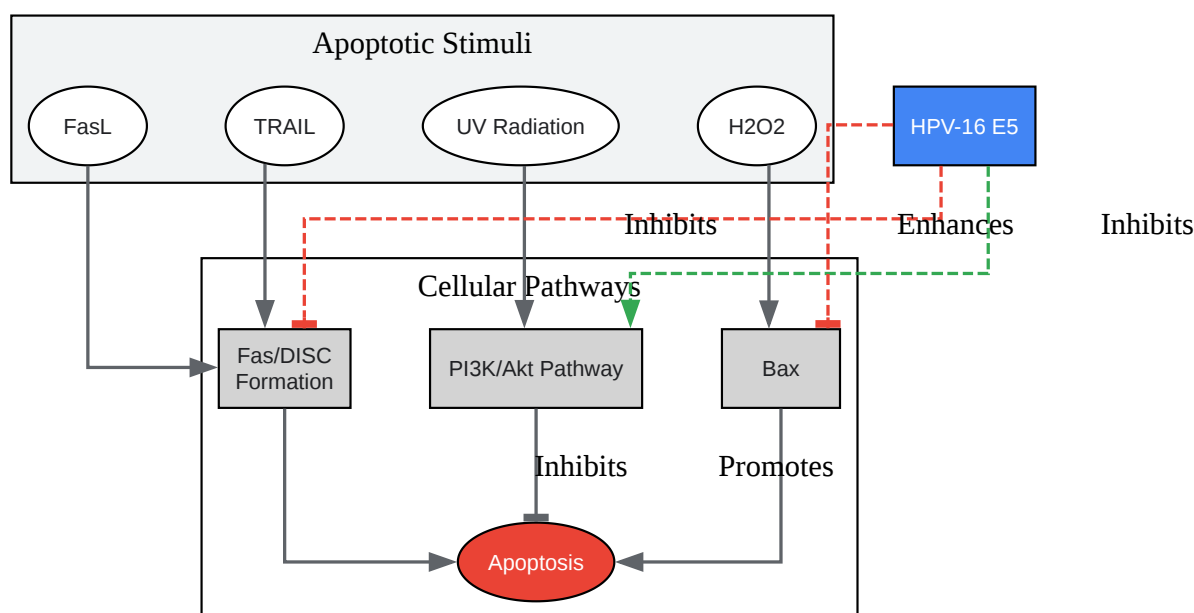 Apoptotic Stimuli
FasL
TRAIL
UV Radiation
H2O2
HPV-16 E5
Inhibits
Enhances
Inhibits
Cellular Pathways
Fas/DISC
Formation
PI3K/Akt Pathway
Bax
Inhibits
Promotes
Apoptosis